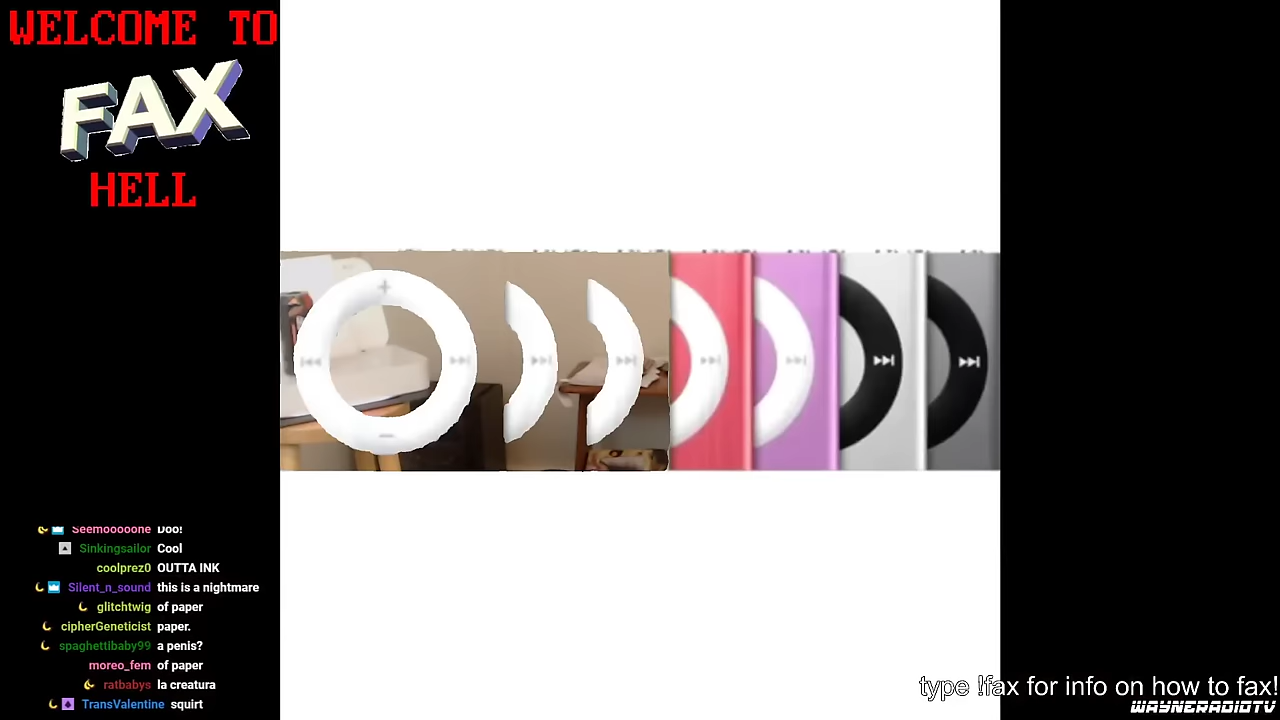 WELCOME TO
FAX
HELL
Seemooooone Doo!
Sinkingsailor Cool
coolprez0 OUTTA INK
Silent_n_sound this is a nightmare
glitchtwig of paper
cipherGeneticist paper.
spaghettibaby99 a penis?
moreo_fem of paper
ratbabys la creatura
TransValentine squirt
type !fax for info on how to fax!
WAYNERADIOTV